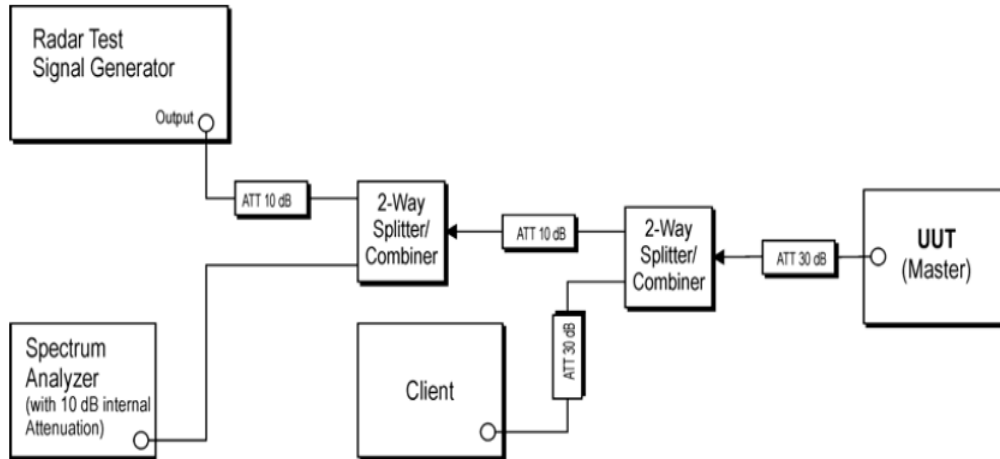 Radar Test
Signal Generator
Output
ATT 10 dB
2-Way
Splitter/
Combiner
ATT 10 dB
2-Way
Splitter/
Combiner
ATT 30 dB
UUT
(Master)
Spectrum
Analyzer
(with 10 dB internal
Attenuation)
Client
ATT 30 dB